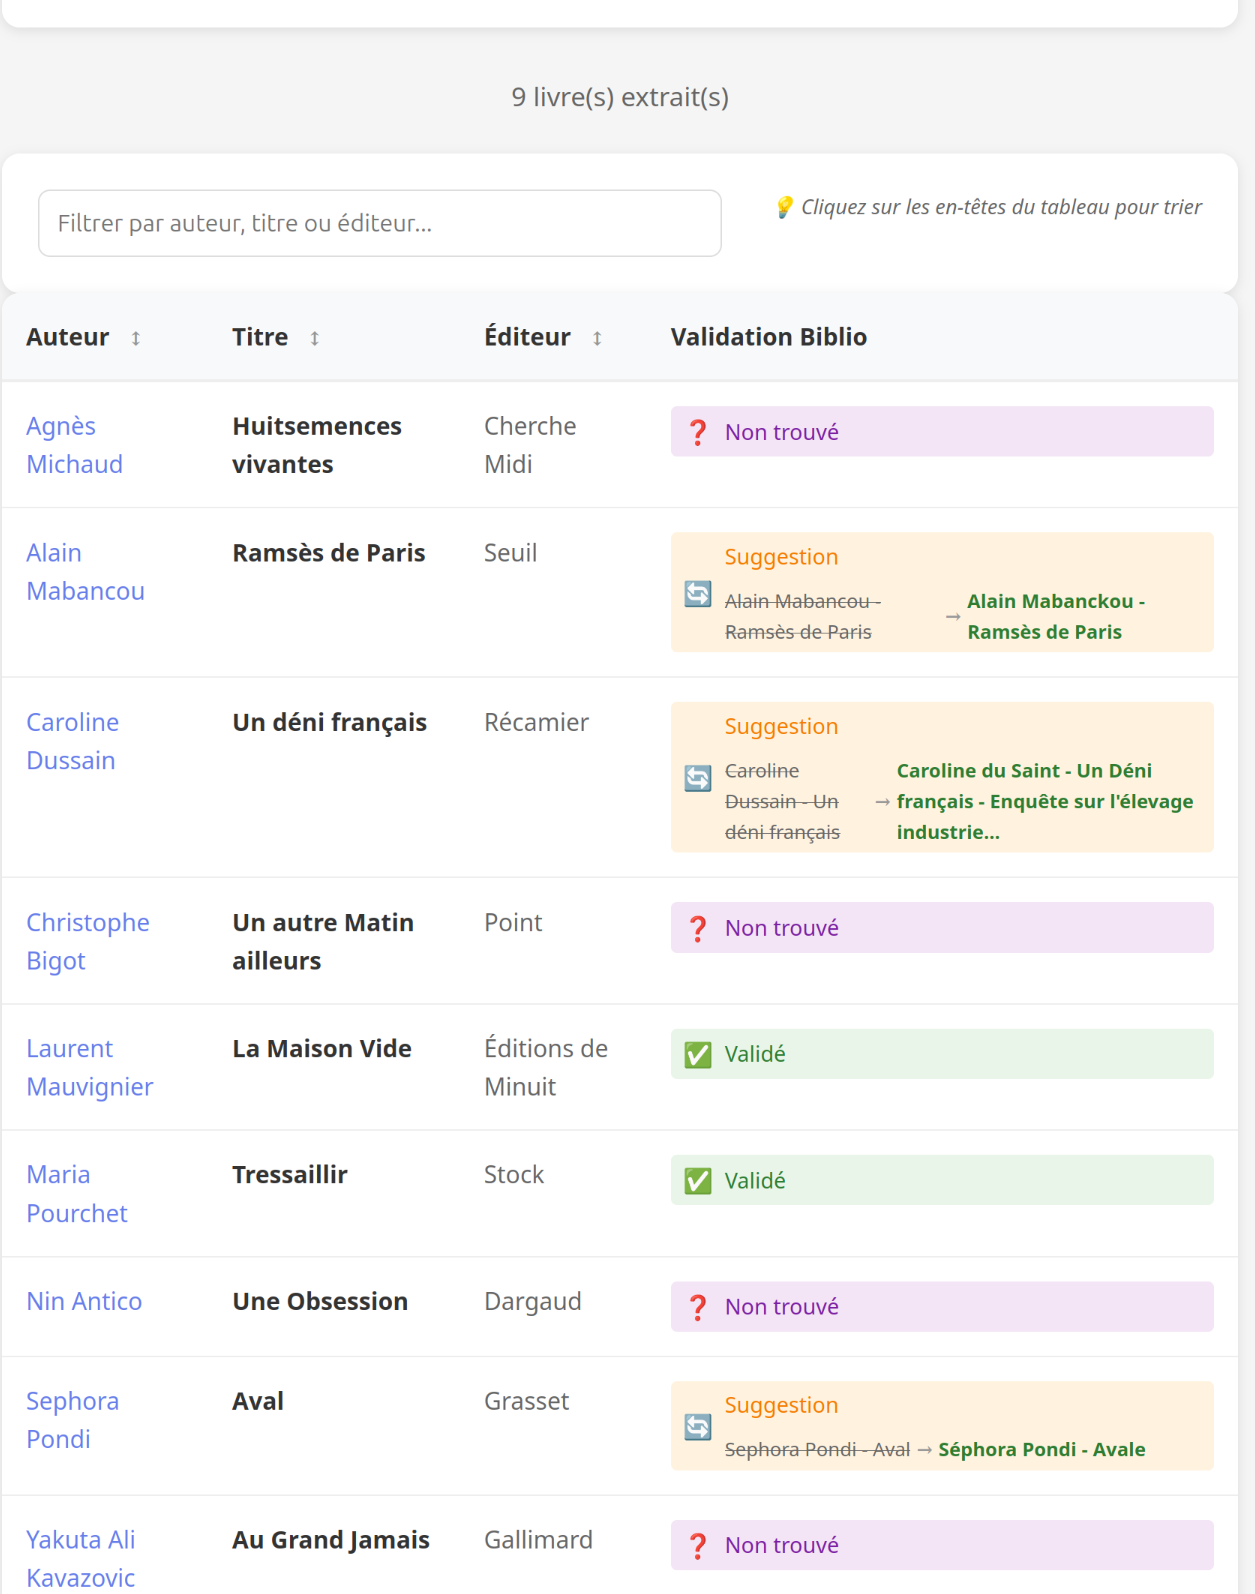 9 livre(s) extrait(s)
Filtrer par auteur, titre ou éditeur...
💡 Cliquez sur les en-têtes du tableau pour trier
Auteur ↕ Titre ↕ Éditeur ↕ Validation Biblio
Agnès
Michaud
Huitsemences
vivantes
Cherche
Midi
❓ Non trouvé
Alain
Mabancou
Ramsès de Paris
Seuil
Suggestion
Alain Mabancou -
Ramsès de Paris
→
Alain Mabanckou -
Ramsès de Paris
Caroline
Dussain
Un déni français
Récamier
Suggestion
Caroline
Dussain - Un
déni français
→
Caroline du Saint - Un Déni
français - Enquête sur l'élevage
industrie...
Christophe
Bigot
Un autre Matin
ailleurs
Point
❓ Non trouvé
Laurent
Mauvignier
La Maison Vide
Éditions de
Minuit
✅ Validé
Maria
Pourchet
Tressaillir
Stock
✅ Validé
Nin Antico
Une Obsession
Dargaud
❓ Non trouvé
Sephora
Pondi
Aval
Grasset
Suggestion
Sephora Pondi - Aval → Séphora Pondi - Avale
Yakuta Ali
Kavazovic
Au Grand Jamais
Gallimard
❓ Non trouvé